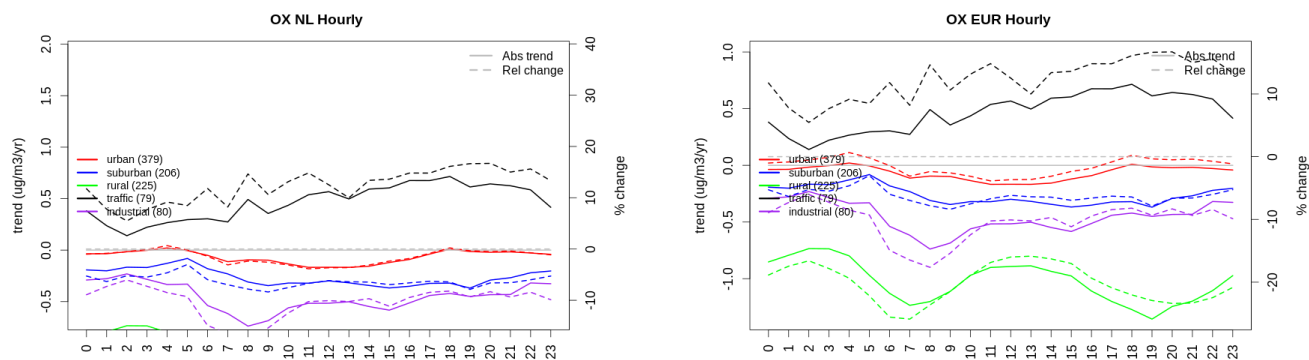 OX NL Hourly
Abs trend
Rel change
urban (379)
suburban (206)
rural (225)
traffic (79)
industrial (80)
trend (ug/m3/yr)
2.0
1.5
1.0
0.5
0.0
-0.5
40
30
20
10
0
-10
% change
0 1 2 3 4 5 6 7 8 9 10 11 12 13 14 15 16 17 18 19 20 21 22 23
OX EUR Hourly
Abs trend
Rel change
urban (379)
suburban (206)
rural (225)
traffic (79)
industrial (80)
trend (ug/m3/yr)
1.0
0.5
0.0
-0.5
-1.0
10
0
-10
-20
% change
0 1 2 3 4 5 6 7 8 9 10 11 12 13 14 15 16 17 18 19 20 21 22 23